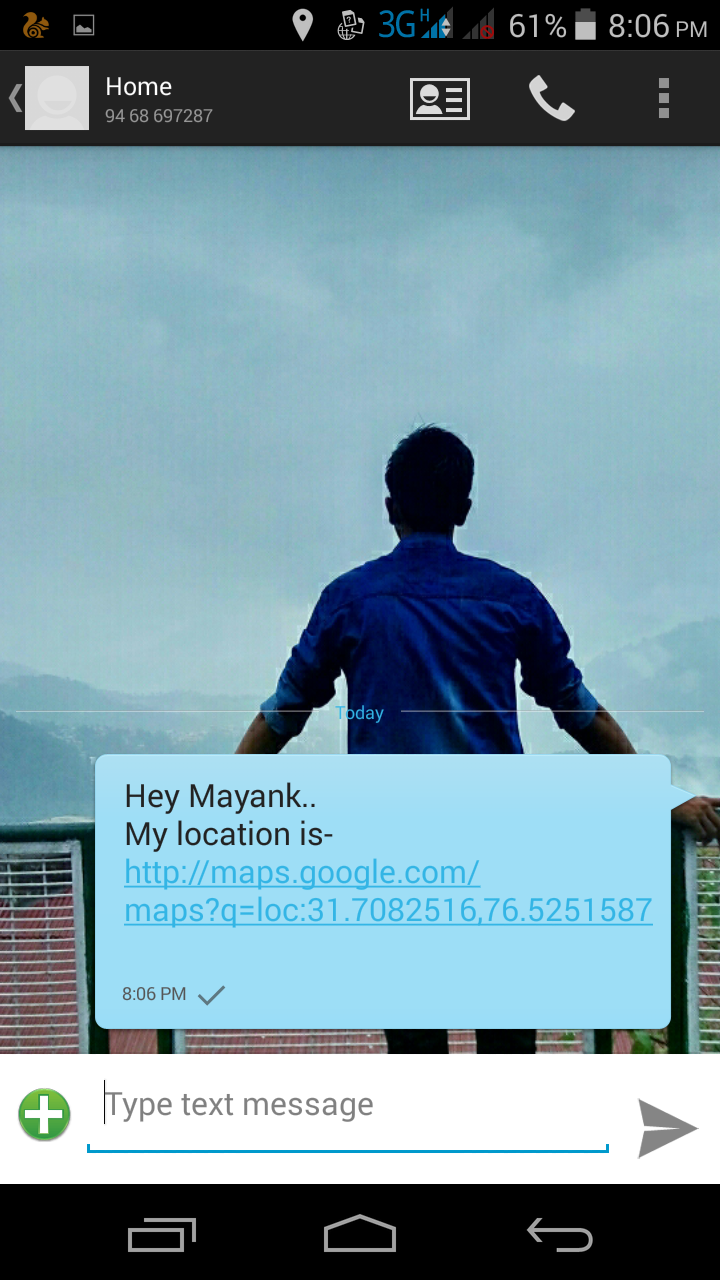 3G H 61% 8:06 PM
Home
94 68 697287
Today
Hey Mayank..
My location is-
http://maps.google.com/
maps?q=loc:31.7082516,76.5251587
8:06 PM
Type text message